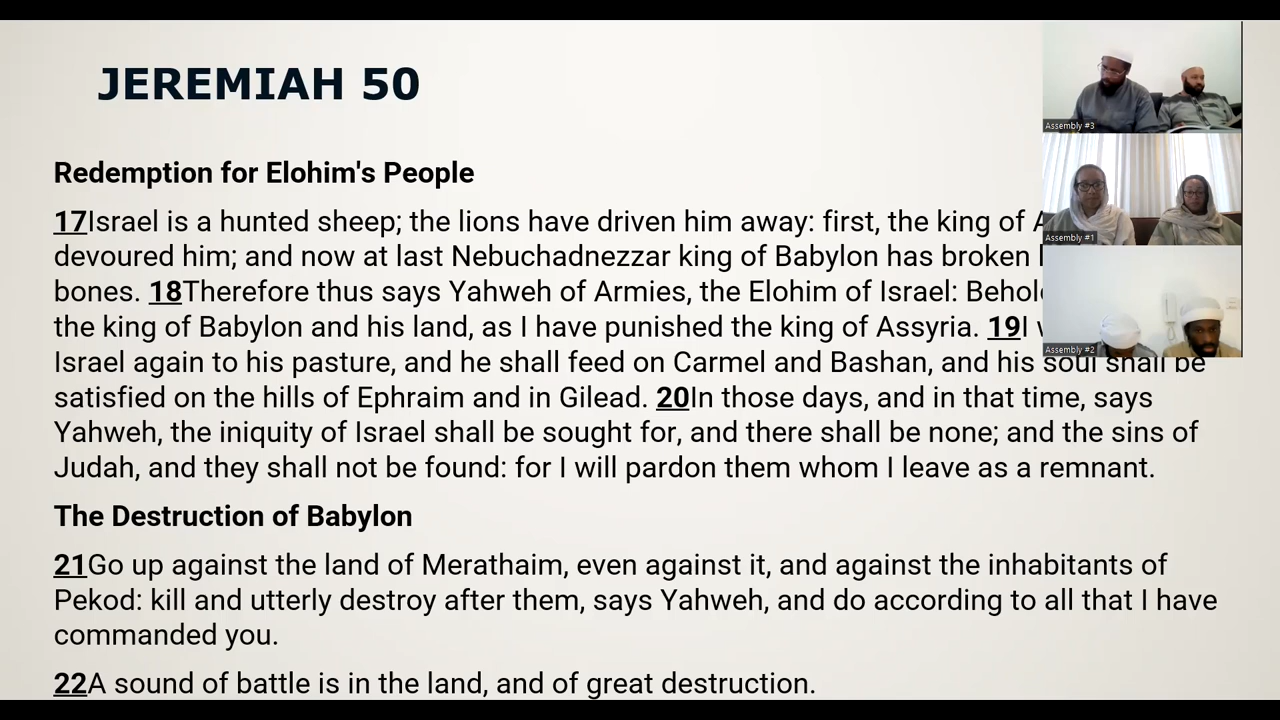 JEREMIAH 50
Redemption for Elohim's People
17Israel is a hunted sheep; the lions have driven him away: first, the king of
devoured him; and now at last Nebuchadnezzar king of Babylon has broken
bones. 18Therefore thus says Yahweh of Armies, the Elohim of Israel:
the king of Babylon and his land, as I have punished the king of Assyria. 19I
Israel again to his pasture, and he shall feed on Carmel and Bashan, and his soul shall be
satisfied on the hills of Ephraim and in Gilead. 20In those days, and in that time, says
Yahweh, the iniquity of Israel shall be sought for, and there shall be none; and the sins of
Judah, and they shall not be found: for I will pardon them whom I leave as a remnant.
The Destruction of Babylon
21Go up against the land of Merathaim, even against it, and against the inhabitants of
Pekod: kill and utterly destroy after them, says Yahweh, and do according to all that I have
commanded you.
22A sound of battle is in the land, and of great destruction.
Assembly #3
Assembly #1
Assembly #2